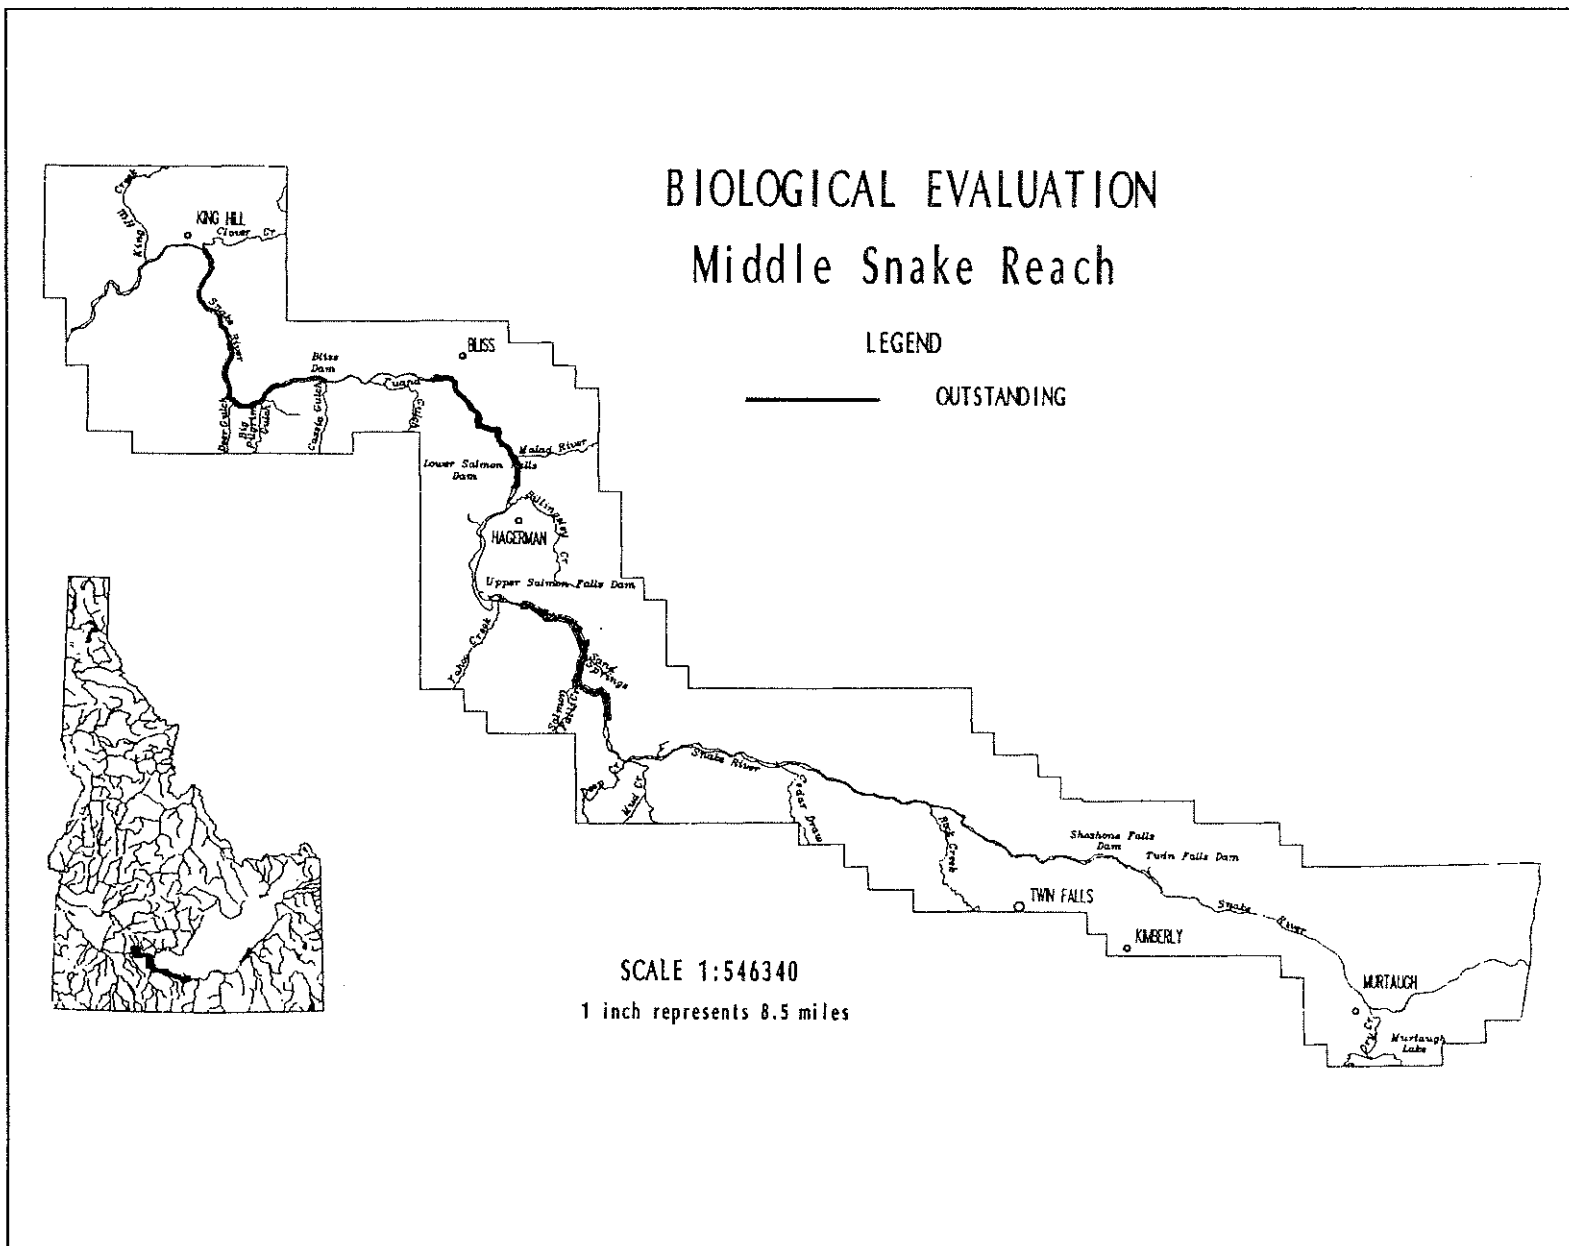 BIOLOGICAL EVALUATION
Middle Snake Reach
LEGEND
OUTSTANDING
King Hill Creek
KING HILL
Clover Cr
Snake River
Bliss
Dam
BLISS
Tuana
Gulch
Deer Gulch
Big
Pilgrim
Gulch
Cassia Gulch
Malad River
Lower Salmon Falls
Dam
Billingsley Cr
HAGERMAN
Upper Salmon Falls Dam
Yahoo Creek
Sand
Springs
Salmon
Falls Cr
Deep Cr
Mud Cr
Snake River
Cedar Draw
Rock Creek
Shoshone Falls
Dam
Twin Falls Dam
TWIN FALLS
Snake River
KIMBERLY
MURTAUGH
Dry Cr
Murtaugh
Lake
SCALE 1:546340
1 inch represents 8.5 miles